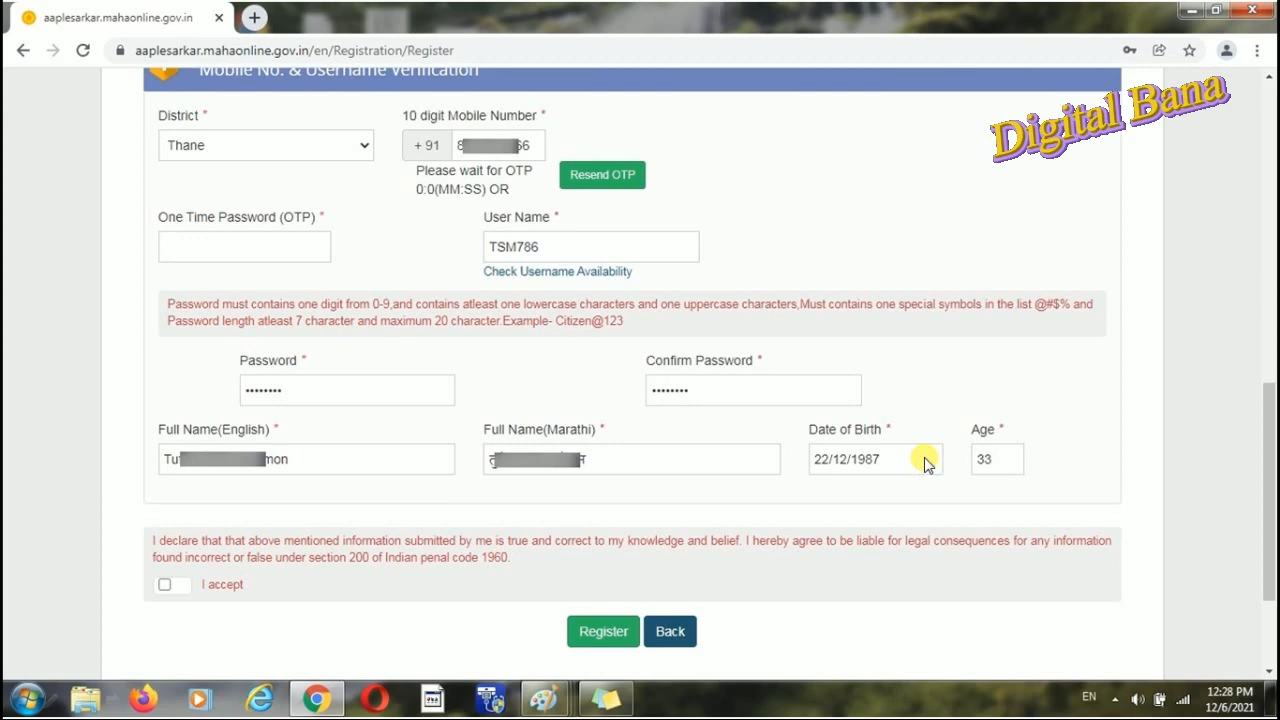 aaplesarkar.mahaonline.gov.in
aaplesarkar.mahaonline.gov.in/en/Registration/Register
Mobile No. & Username Verification
Digital Bana
District *
10 digit Mobile Number *
Thane
+ 91
8 66
Please wait for OTP
0:0(MM:SS) OR
Resend OTP
One Time Password (OTP) *
User Name *
TSM786
Check Username Availability
Password must contains one digit from 0-9,and contains atleast one lowercase characters and one uppercase characters,Must contains one special symbols in the list @#$% and
Password length atleast 7 character and maximum 20 character.Example- Citizen@123
Password *
Confirm Password *
••••••••
••••••••
Full Name(English) *
Full Name(Marathi) *
Date of Birth *
Age *
Tu mon
22/12/1987
33
I declare that that above mentioned information submitted by me is true and correct to my knowledge and belief. I hereby agree to be liable for legal consequences for any information
found incorrect or false under section 200 of Indian penal code 1960.
I accept
Register
Back
EN
12:28 PM
12/6/2021